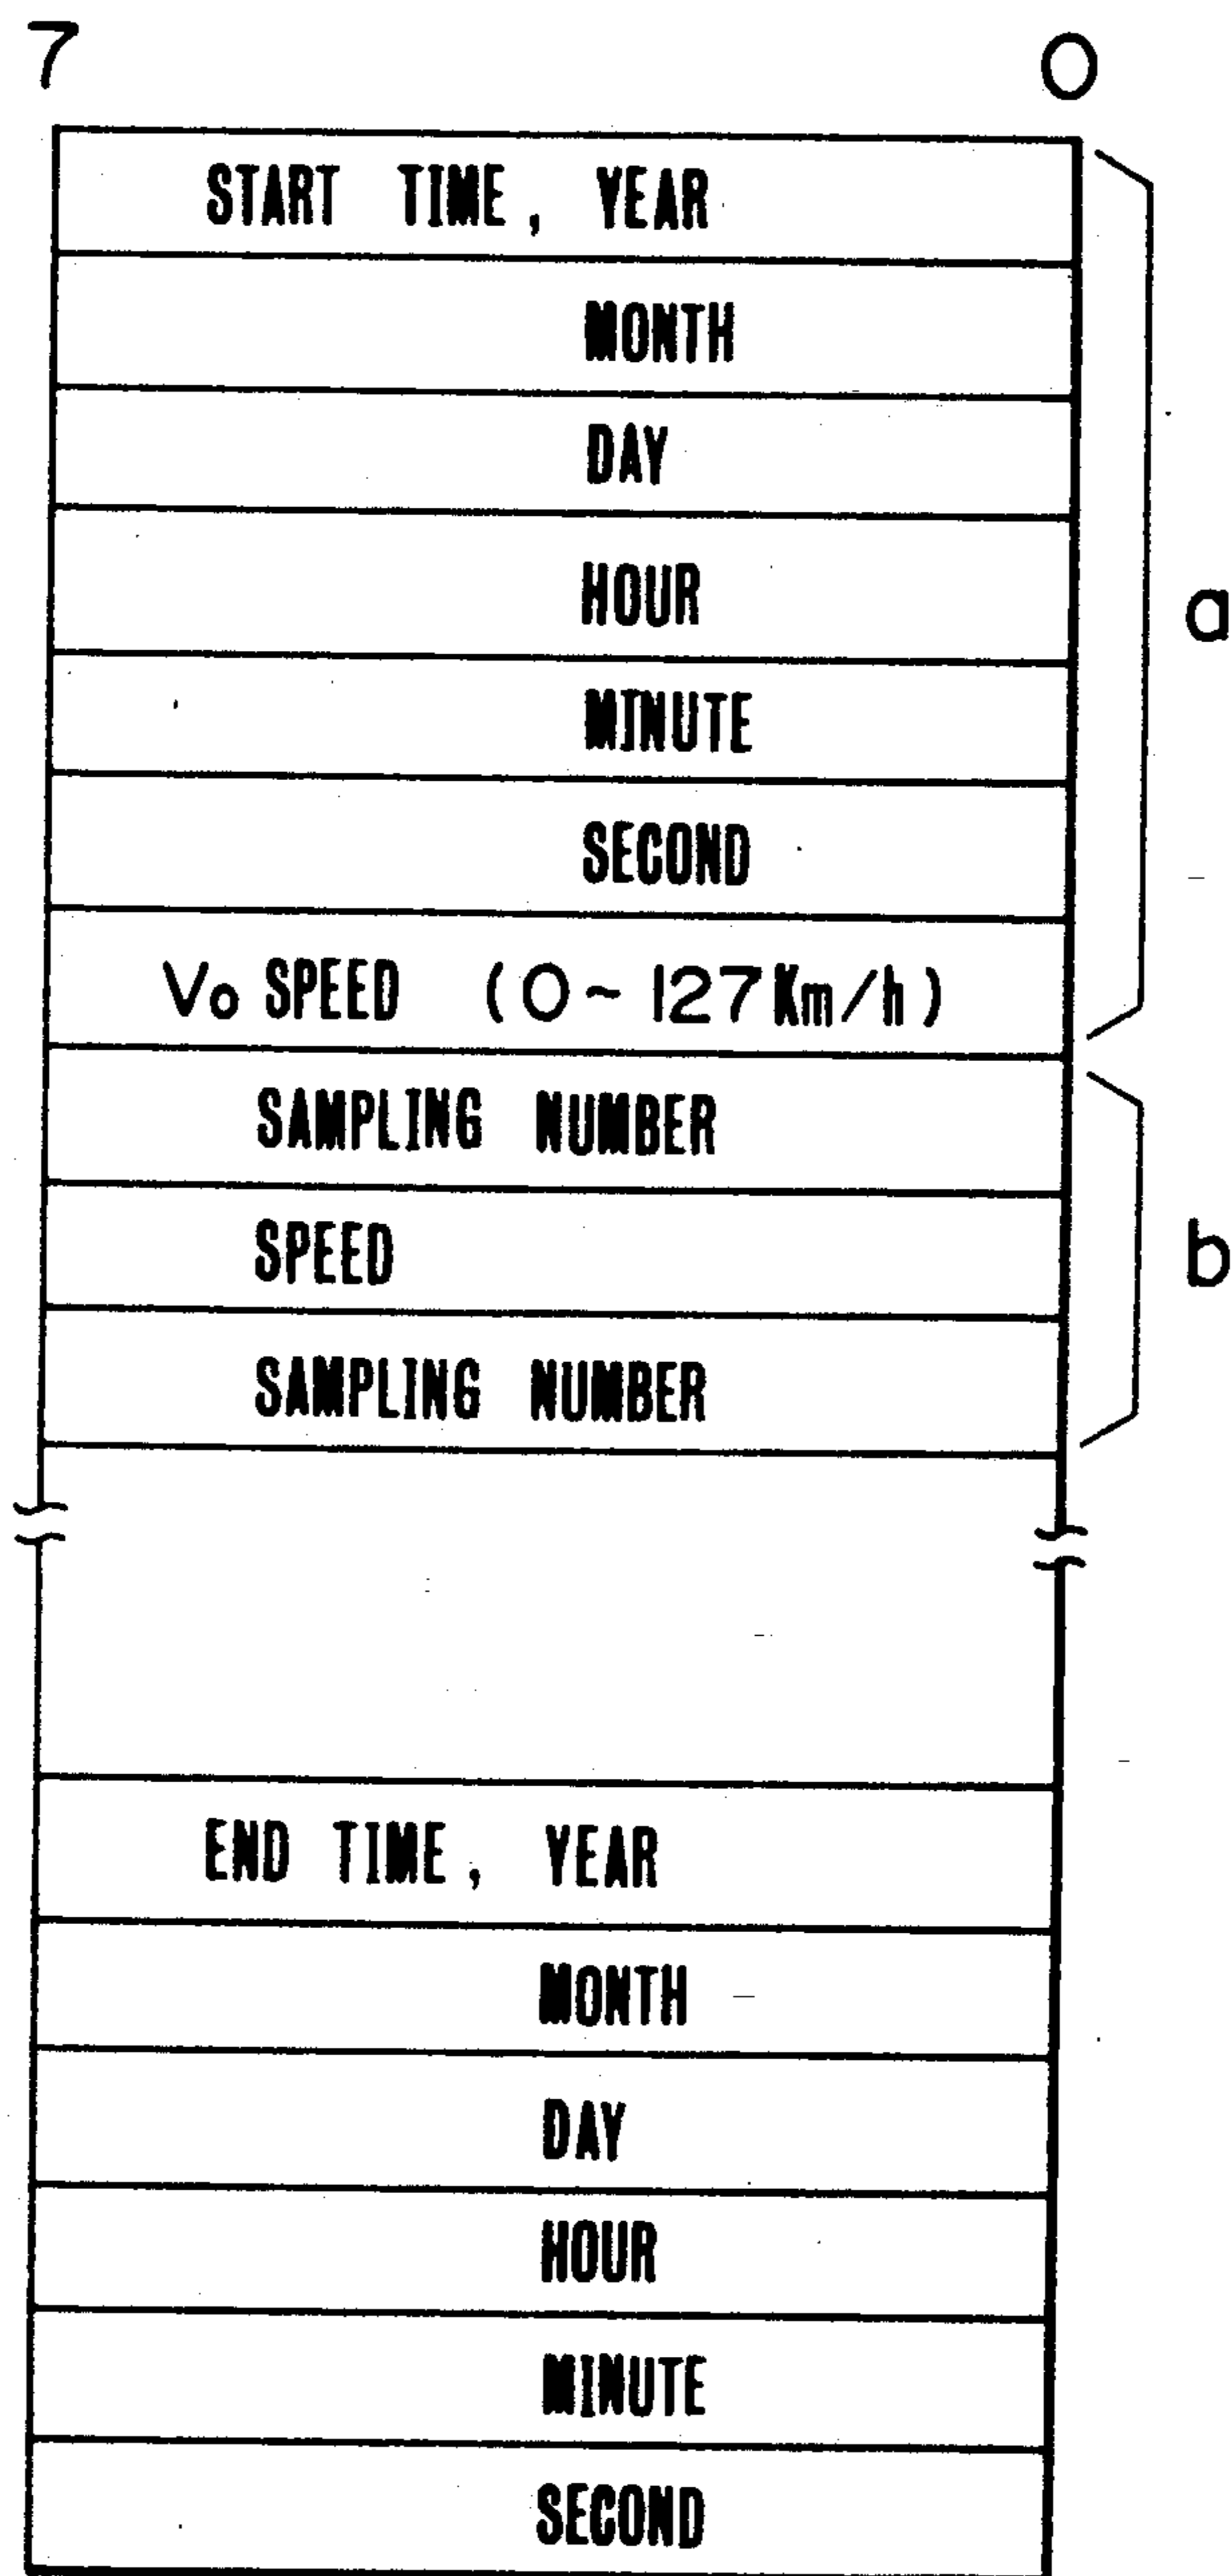 7 0
START TIME, YEAR
MONTH
DAY
HOUR
MINUTE
SECOND
a
Vo SPEED (0~127Km/h)
SAMPLING NUMBER
SPEED
b
SAMPLING NUMBER
END TIME, YEAR
MONTH
DAY
HOUR
MINUTE
SECOND